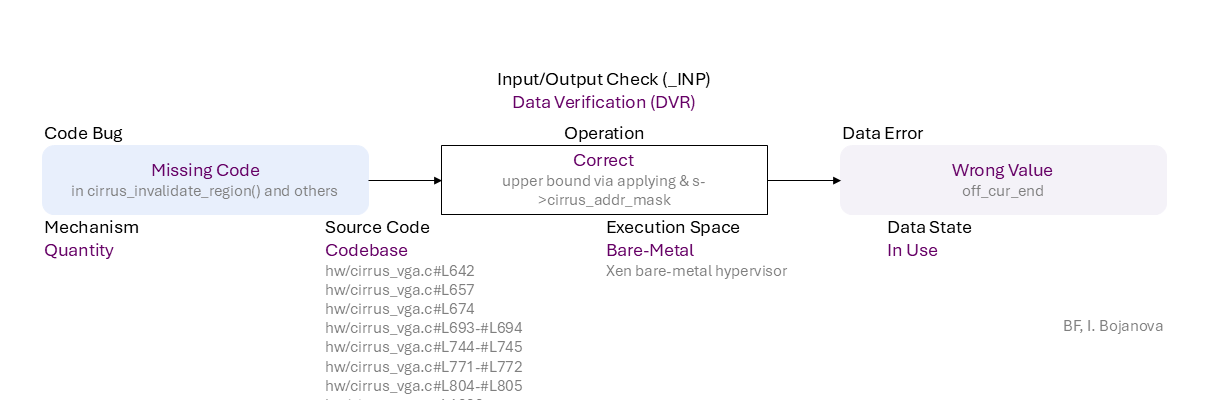 Input/Output Check (_INP)
Data Verification (DVR)
Code Bug
Operation
Data Error
Missing Code
in cirrus_invalidate_region() and others
Correct
upper bound via applying & s-
>cirrus_addr_mask
Wrong Value
off_cur_end
Mechanism
Quantity
Source Code
Codebase
hw/cirrus_vga.c#L642
hw/cirrus_vga.c#L657
hw/cirrus_vga.c#L674
hw/cirrus_vga.c#L693-#L694
hw/cirrus_vga.c#L744-#L745
hw/cirrus_vga.c#L771-#L772
hw/cirrus_vga.c#L804-#L805
Execution Space
Bare-Metal
Xen bare-metal hypervisor
Data State
In Use
BF, I. Bojanova